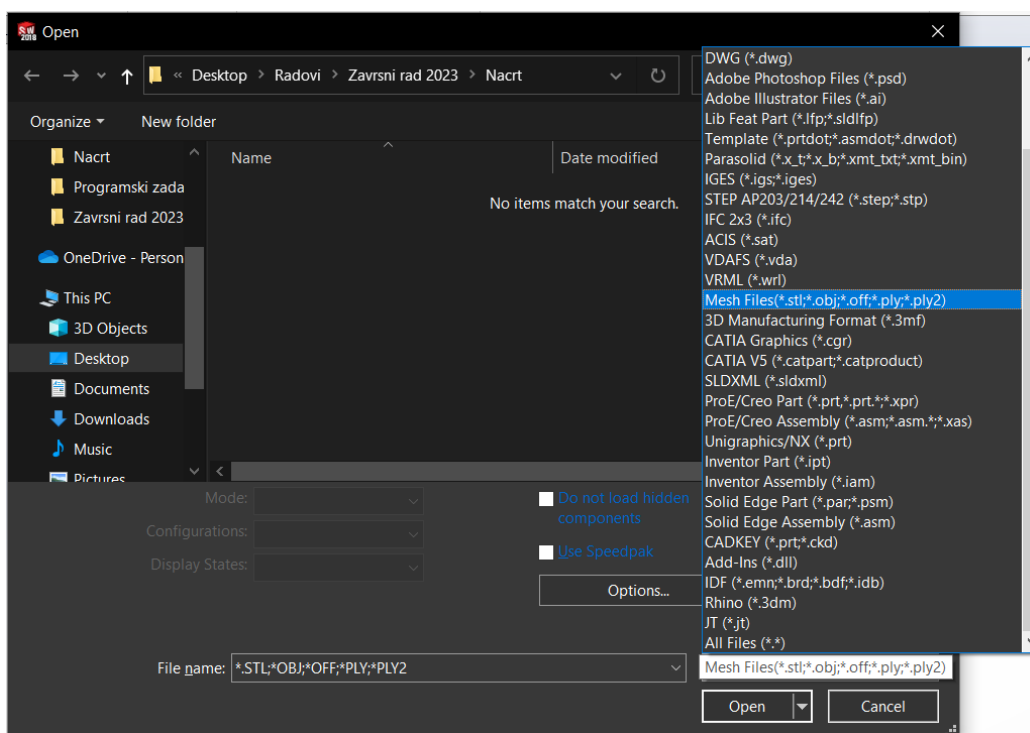 SW 2018 Open
« Desktop > Radovi > Zavrsni rad 2023 > Nacrt
Organize New folder
Nacrt
Programski zada
Zavrsni rad 2023
OneDrive - Person
This PC
3D Objects
Desktop
Documents
Downloads
Music
Pictures
Name Date modified
No items match your search.
Mode:
Configurations:
Display States:
Do not load hidden
components
Use Speedpak
Options...
File name: *.STL;*OBJ;*OFF;*PLY;*PLY2
DWG (*.dwg)
Adobe Photoshop Files (*.psd)
Adobe Illustrator Files (*.ai)
Lib Feat Part (*.lfp;*.sldlfp)
Template (*.prtdot;*.asmdot;*.drwdot)
Parasolid (*.x_t;*.x_b;*.xmt_txt;*.xmt_bin)
IGES (*.igs;*.iges)
STEP AP203/214/242 (*.step;*.stp)
IFC 2x3 (*.ifc)
ACIS (*.sat)
VDAFS (*.vda)
VRML (*.wrl)
Mesh Files(*.stl;*.obj;*.off;*.ply;*.ply2)
3D Manufacturing Format (*.3mf)
CATIA Graphics (*.cgr)
CATIA V5 (*.catpart;*.catproduct)
SLDXML (*.sldxml)
ProE/Creo Part (*.prt,*.prt.*;*.xpr)
ProE/Creo Assembly (*.asm;*.asm.*;*.xas)
Unigraphics/NX (*.prt)
Inventor Part (*.ipt)
Inventor Assembly (*.iam)
Solid Edge Part (*.par;*.psm)
Solid Edge Assembly (*.asm)
CADKEY (*.prt;*.ckd)
Add-Ins (*.dll)
IDF (*.emn;*.brd;*.bdf;*.idb)
Rhino (*.3dm)
JT (*.jt)
All Files (*.*)
Mesh Files(*.stl;*.obj;*.off;*.ply;*.ply2)
Open Cancel